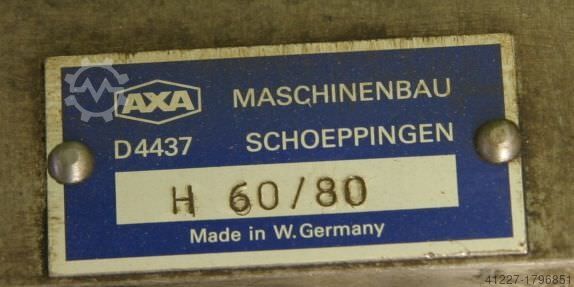 AXA MASCHINENBAU
D4437 SCHOEPPINGEN
H 60/80
Made in W. Germany
41227-1796851